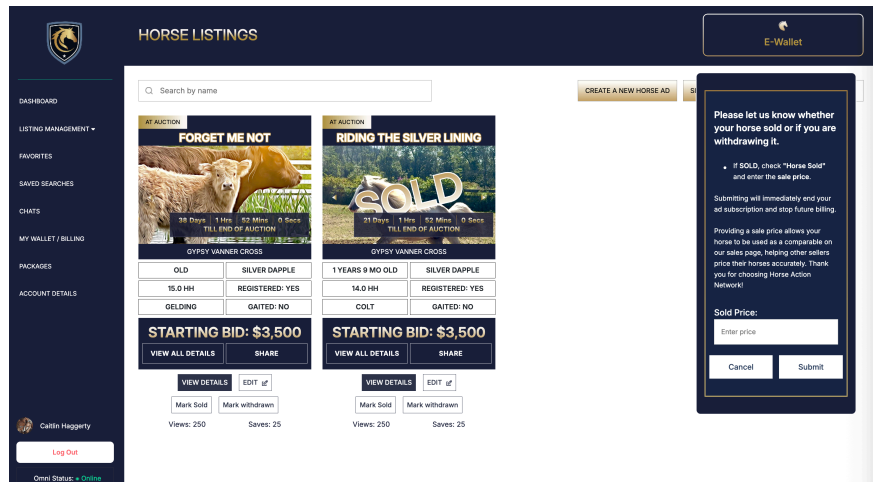 HORSE LISTINGS
E-Wallet
DASHBOARD
LISTING MANAGEMENT
FAVORITES
SAVED SEARCHES
CHATS
MY WALLET / BILLING
PACKAGES
ACCOUNT DETAILS
Caitlin Haggerty
Log Out
Omni Status: • Online
Search by name
CREATE A NEW HORSE AD
AT AUCTION
FORGET ME NOT
38 Days 1 Hrs 52 Mins 0 Secs
TILL END OF AUCTION
GYPSY VANNER CROSS
OLD SILVER DAPPLE
15.0 HH REGISTERED: YES
GELDING GAITED: NO
STARTING BID: $3,500
VIEW ALL DETAILS SHARE
VIEW DETAILS EDIT
Mark Sold Mark withdrawn
Views: 250 Saves: 25
AT AUCTION
RIDING THE SILVER LINING
SOLD
21 Days 1 Hrs 52 Mins 0 Secs
TILL END OF AUCTION
GYPSY VANNER CROSS
1 YEARS 9 MO OLD SILVER DAPPLE
14.0 HH REGISTERED: YES
COLT GAITED: NO
STARTING BID: $3,500
VIEW ALL DETAILS SHARE
VIEW DETAILS EDIT
Mark Sold Mark withdrawn
Views: 250 Saves: 25
Please let us know whether
your horse sold or if you are
withdrawing it.
• If SOLD, check "Horse Sold"
and enter the sale price.
Submitting will immediately end your
ad subscription and stop future billing.
Providing a sale price allows your
horse to be used as a comparable on
our sales page, helping other sellers
price their horses accurately. Thank
you for choosing Horse Action
Network!
Sold Price:
Enter price
Cancel Submit